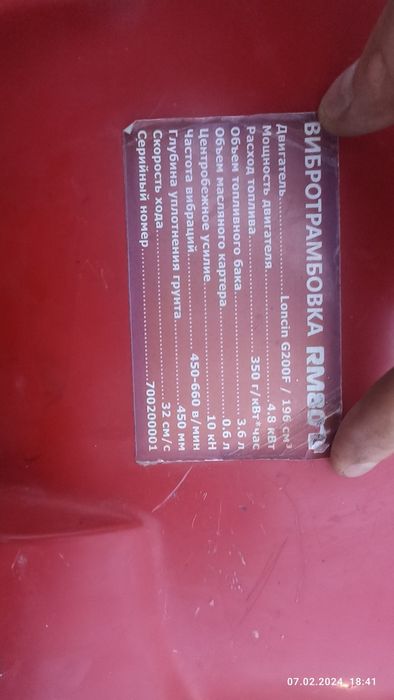 ВИБРОТРАМБОВКА RM80
Двигатель......................Loncin G200F / 196 см³
Мощность двигателя......................4.8 кВт
Расход топлива......................350 г/кВт*час
Объем топливного бака......................3.6 л
Объем масляного картера......................0.6 л
Центробежное усилие......................10 кН
Частота вибраций......................450-660 в/мин
Глубина уплотнения грунта......................450 мм
Скорость хода......................32 см/с
Серийный номер......................700200001
07.02.2024 18:41